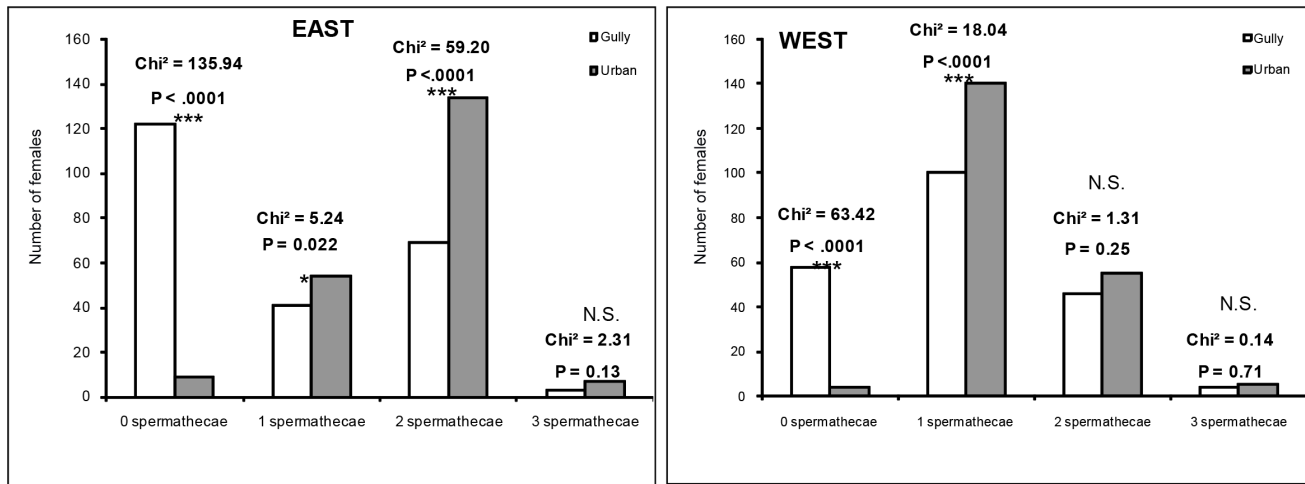 EAST
Gully
Urban
Chi² = 135.94
P < .0001
***
Chi² = 59.20
P <.0001
***
Chi² = 5.24
P = 0.022
*
N.S.
Chi² = 2.31
P = 0.13
Number of females
160
140
120
100
80
60
40
20
0
0 spermathecae
1 spermathecae
2 spermathecae
3 spermathecae
WEST
Gully
Urban
Chi² = 63.42
P < .0001
***
Chi² = 18.04
P <.0001
***
N.S.
Chi² = 1.31
P = 0.25
N.S.
Chi² = 0.14
P = 0.71
Number of females
160
140
120
100
80
60
40
20
0
0 spermathecae
1 spermathecae
2 spermathecae
3 spermathecae